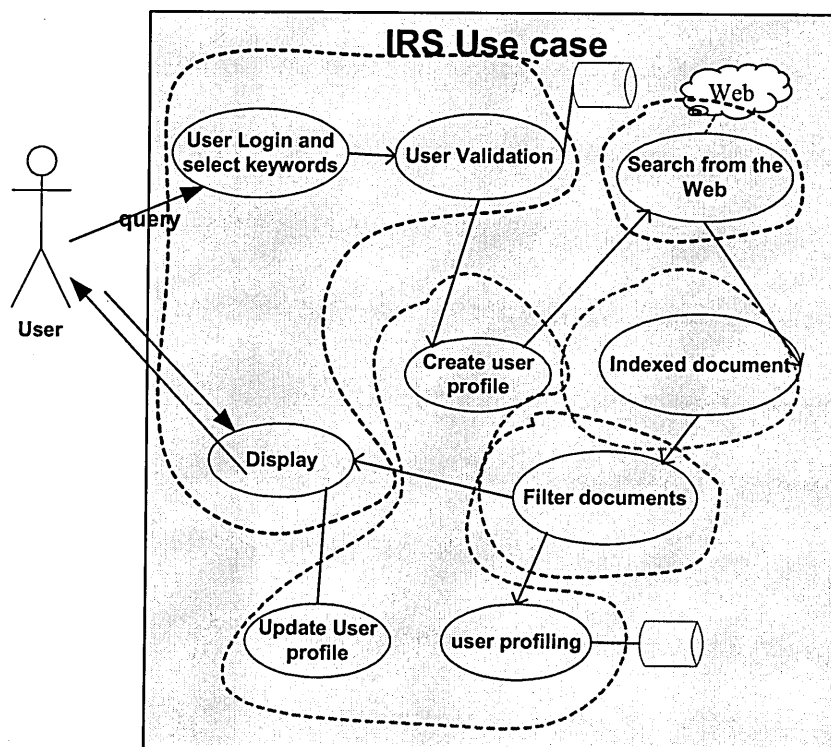 IRS Use case
Web
User Login and
select keywords
User Validation
Search from the
Web
query
User
Create user
profile
Indexed document
Display
Filter documents
Update User
profile
user profiling